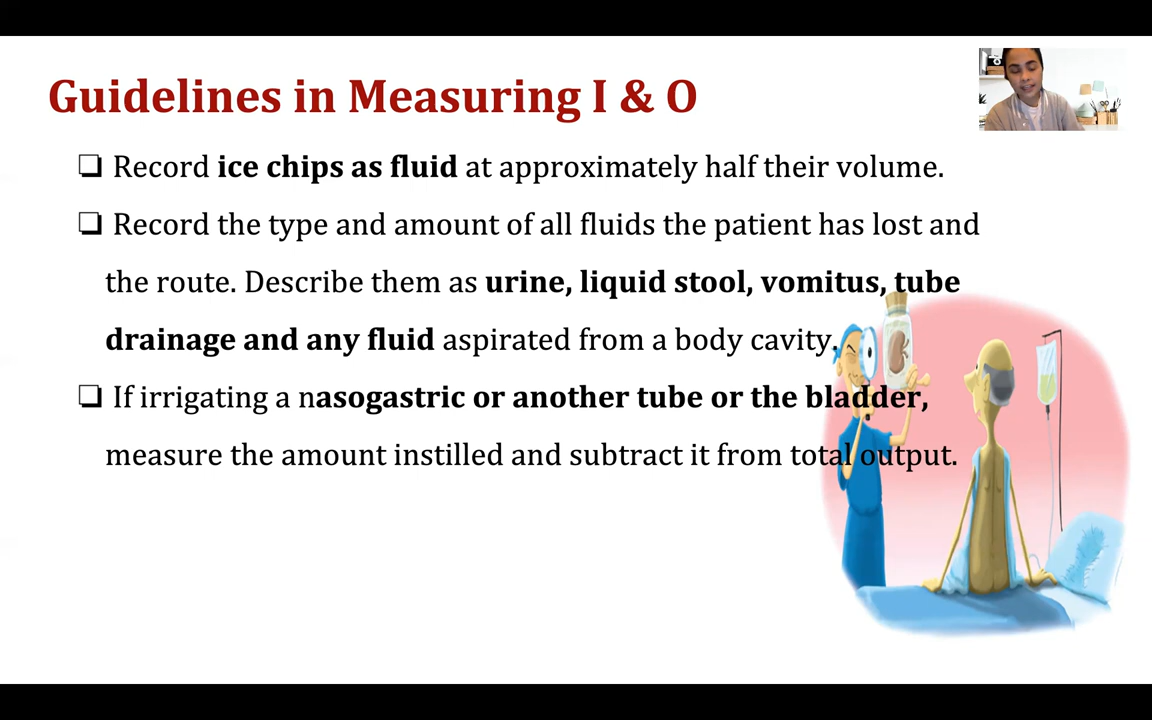 Guidelines in Measuring I & O
❏ Record ice chips as fluid at approximately half their volume.
❏ Record the type and amount of all fluids the patient has lost and
the route. Describe them as urine, liquid stool, vomitus, tube
drainage and any fluid aspirated from a body cavity.
❏ If irrigating a nasogastric or another tube or the bladder,
measure the amount instilled and subtract it from total output.